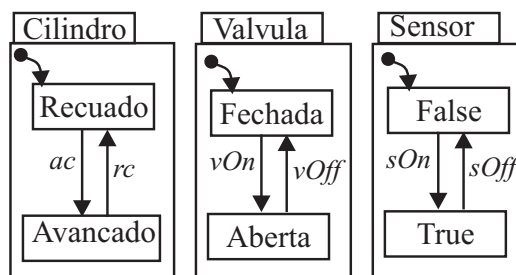 Cilindro
Recuado
ac
rc
Avancado
Valvula
Fechada
vOn
vOff
Aberta
Sensor
False
sOn
sOff
True